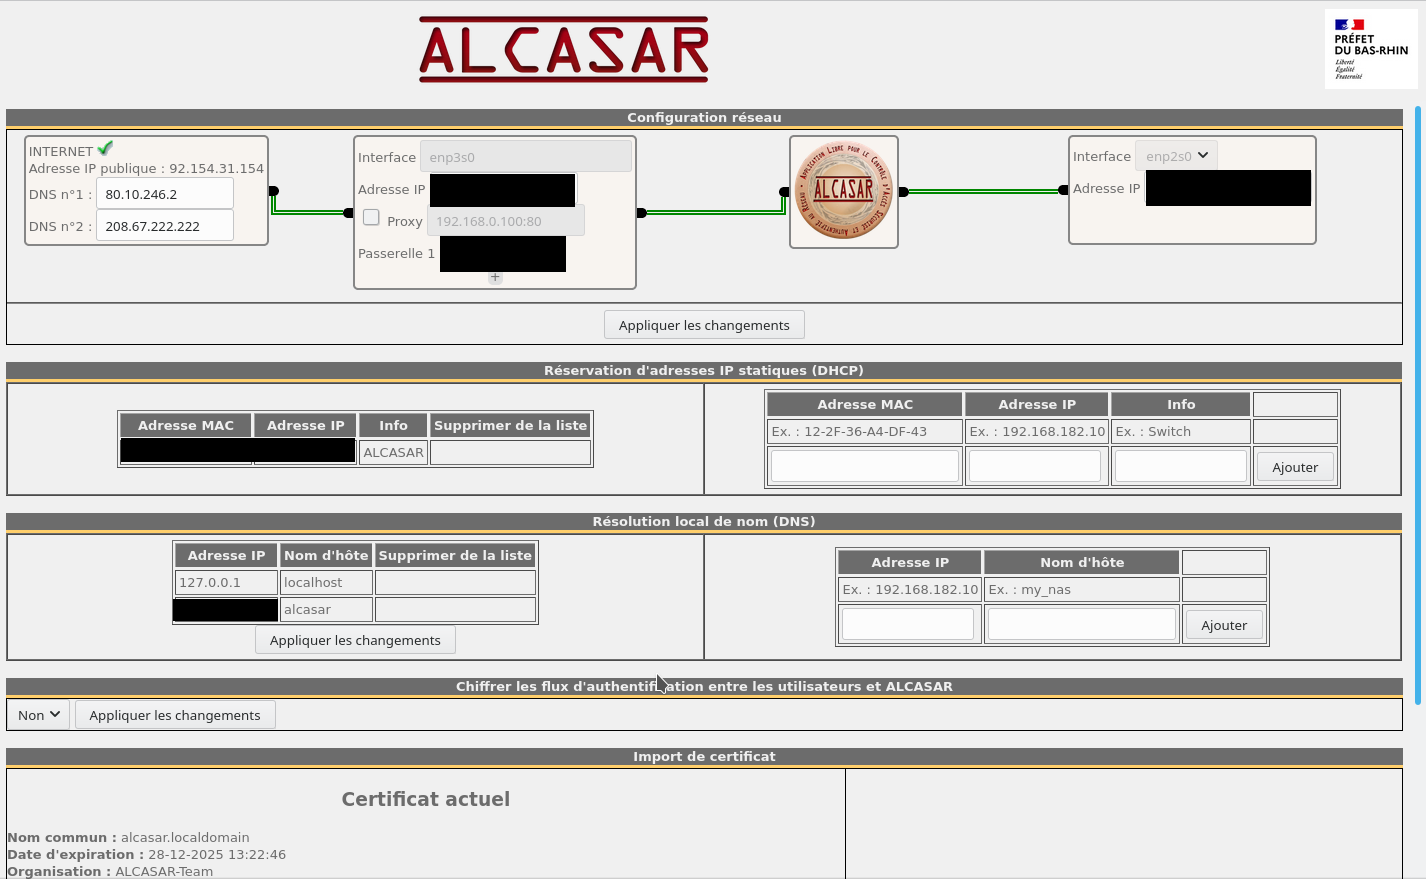 ALCASAR
PRÉFET
DU BAS-RHIN
Liberté
Égalité
Fraternité
Configuration réseau
INTERNET
Adresse IP publique : 92.154.31.154
DNS n°1 : 80.10.246.2
DNS n°2 : 208.67.222.222
Interface enp3s0
Adresse IP
Proxy 192.168.0.100:80
Passerelle 1
+
Application Libre pour le Contrôle d'Accès Sécurisé et Authentifié au Réseau
ALCASAR
Interface enp2s0
Adresse IP
Appliquer les changements
Réservation d'adresses IP statiques (DHCP)
Adresse MAC Adresse IP Info Supprimer de la liste
ALCASAR
Adresse MAC Adresse IP Info
Ex. : 12-2F-36-A4-DF-43 Ex. : 192.168.182.10 Ex. : Switch
Ajouter
Résolution local de nom (DNS)
Adresse IP Nom d'hôte Supprimer de la liste
127.0.0.1 localhost
alcasar
Appliquer les changements
Adresse IP Nom d'hôte
Ex. : 192.168.182.10 Ex. : my_nas
Ajouter
Chiffrer les flux d'authentification entre les utilisateurs et ALCASAR
Non Appliquer les changements
Import de certificat
Certificat actuel
Nom commun : alcasar.localdomain
Date d'expiration : 28-12-2025 13:22:46
Organisation : ALCASAR-Team